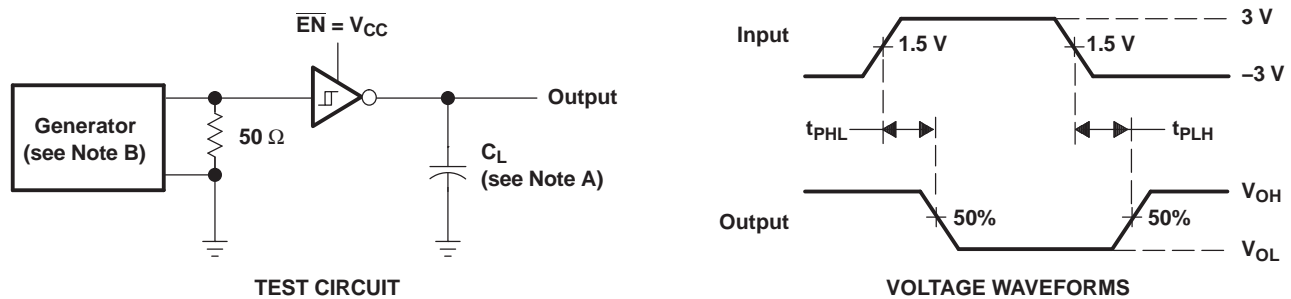 EN = VCC
Generator
(see Note B)
50 Ω
Output
CL
(see Note A)
TEST CIRCUIT
Input
1.5 V
1.5 V
3 V
–3 V
tPHL
tPLH
Output
50%
50%
VOH
VOL
VOLTAGE WAVEFORMS